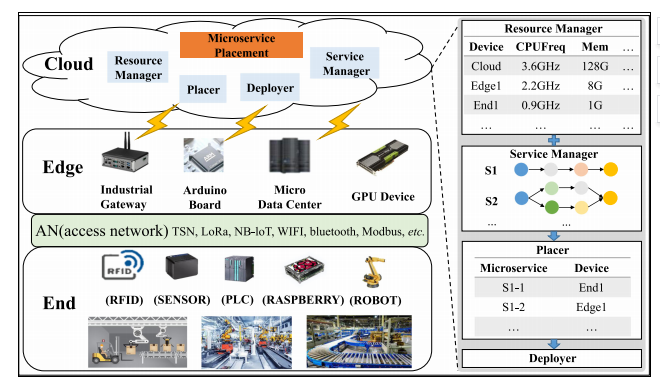 Cloud
Resource
Manager
Microservice
Placement
Placer
Deployer
Service
Manager
Edge
Industrial
Gateway
Arduino
Board
Micro
Data Center
GPU Device
AN(access network) TSN, LoRa, NB-IoT, WIFI, bluetooth, Modbus, etc.
End
RFID
(RFID) (SENSOR) (PLC) (RASPBERRY) (ROBOT)
Resource Manager
Device CPUFreq Mem …
Cloud 3.6GHz 128G …
Edge1 2.2GHz 8G …
End1 0.9GHz 1G
… … … …
Service Manager
S1
S2
... ...
Placer
Microservice Device
S1-1 End1
S1-2 Edge1
… …
Deployer